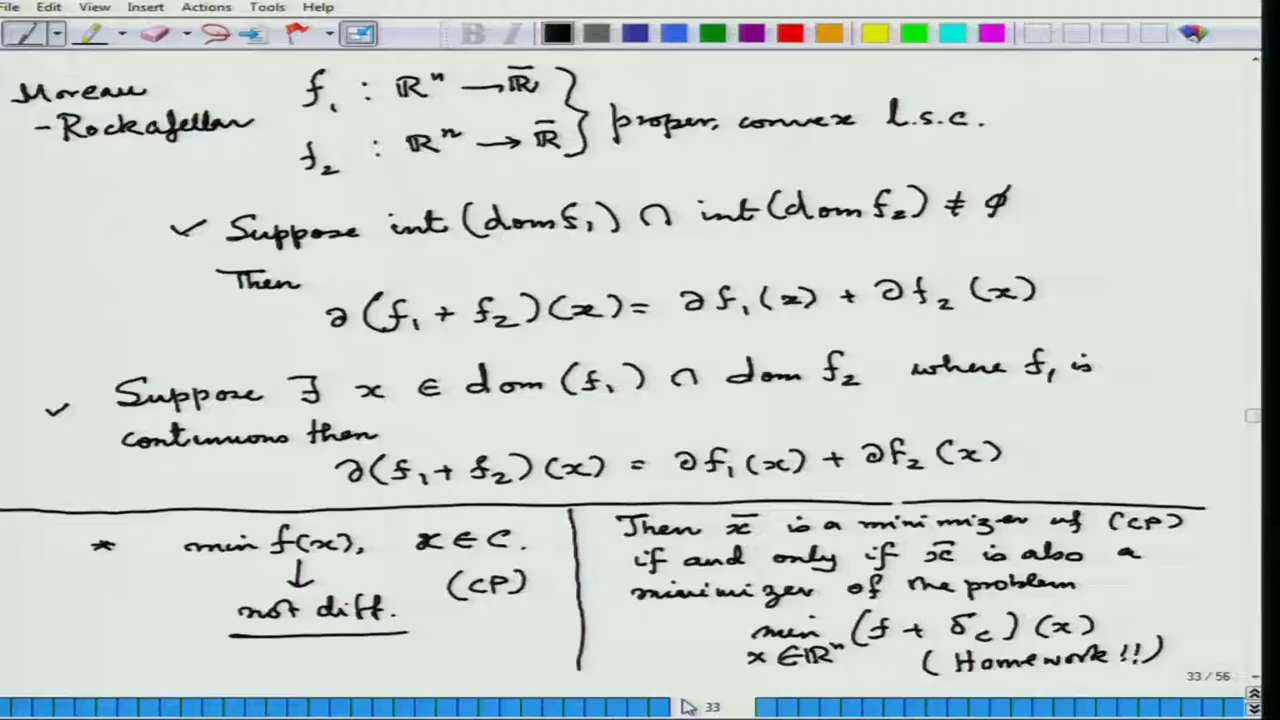 File Edit View Insert Actions Tools Help
B I
Moreau
-Rockafellar
f₁ : ℝⁿ → ℝ̄
f₂ : ℝⁿ → ℝ̄
} proper, convex l.s.c.
✓ Suppose int (dom f₁) ∩ int (dom f₂) ≠ ϕ
Then
∂(f₁ + f₂)(x) = ∂f₁(x) + ∂f₂(x)
✓ Suppose ∃ x ∈ dom (f₁) ∩ dom f₂ where f₁ is
continuous then
∂(f₁ + f₂)(x) = ∂f₁(x) + ∂f₂(x)
* min f(x), x ∈ C.
↓ (CP)
not diff.
Then x̄ is a minimizer of (CP)
if and only if x̄ is also a
minimizer of the problem
min (f + δ_c)(x)
x ∈ ℝⁿ (Homework!!)
33 / 56
33